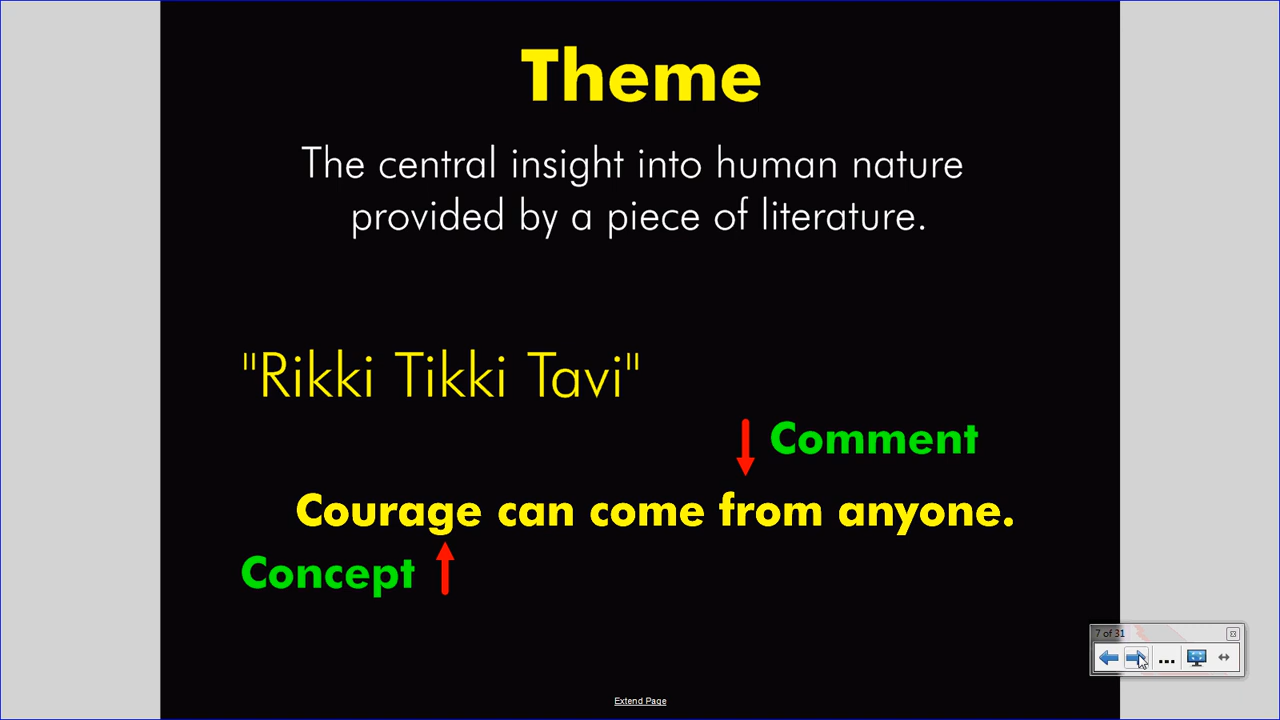 Theme
The central insight into human nature
provided by a piece of literature.
"Rikki Tikki Tavi"
Comment
Courage can come from anyone.
Concept
7 of 31
...
Extend Page